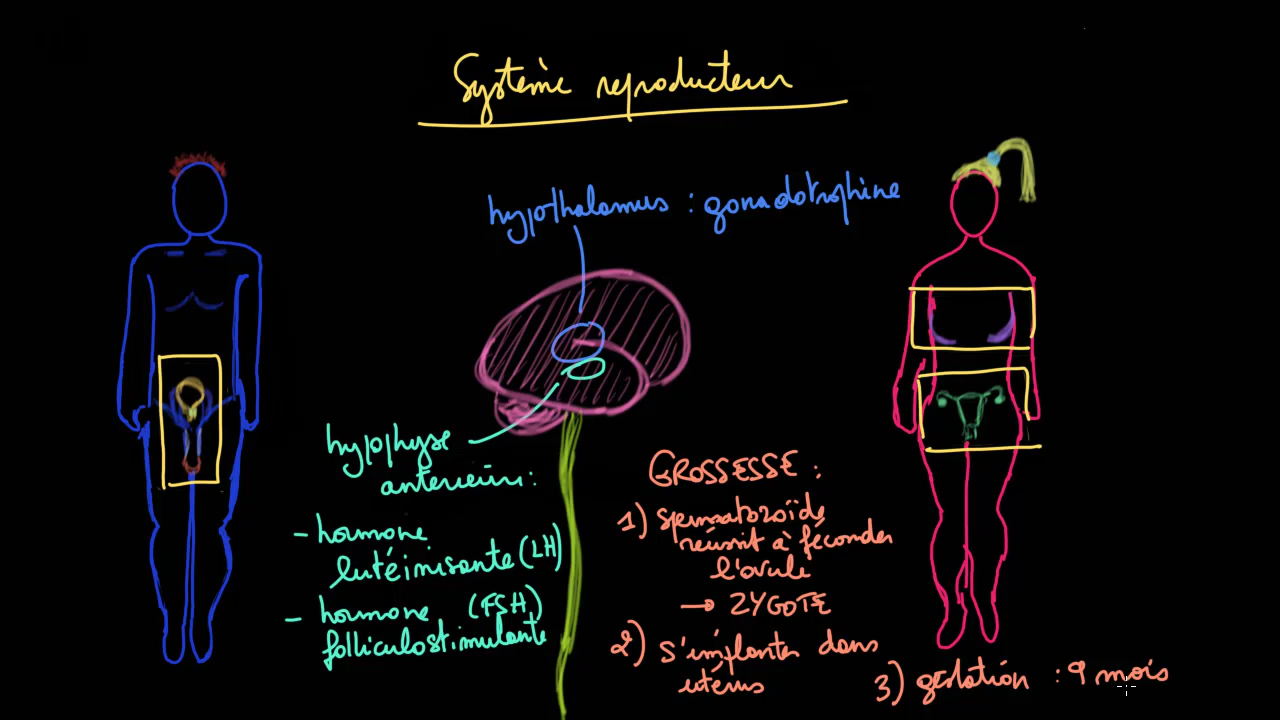 Système reproducteur
hypothalamus : gonadotrophine
hypophyse
antérieur :
- hormone
lutéinisante (LH)
- hormone (FSH)
folliculostimulante
GROSSESSE :
1) spermatozoïde
réussit à féconder
l'ovule
→ ZYGOTE
2) s'implanter dans
utérus
3) gestation : 9 mois